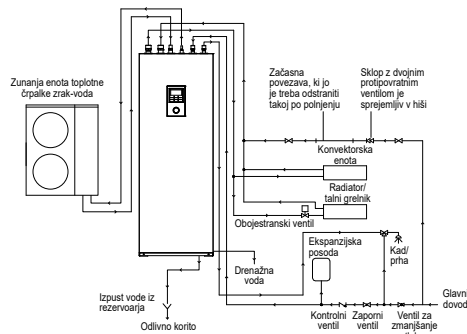 Zunanja enota toplotne
črpalke zrak-voda
Začasna
povezava, ki jo
je treba odstraniti
takoj po polnjenju
Sklop z dvojnim
protipovratnim
ventilom je
sprejemljiv v hiši
Konvektorska
enota
Radiator/
talni grelnik
Obojestranski ventil
Ekspanzijska
posoda
Kad/
prha
Drenažna
voda
Izpust vode iz
rezervoarja
Odlivno korito
Kontrolni
ventil
Zaporni
ventil
Ventil za
zmanjšanje
Glavni
dovod